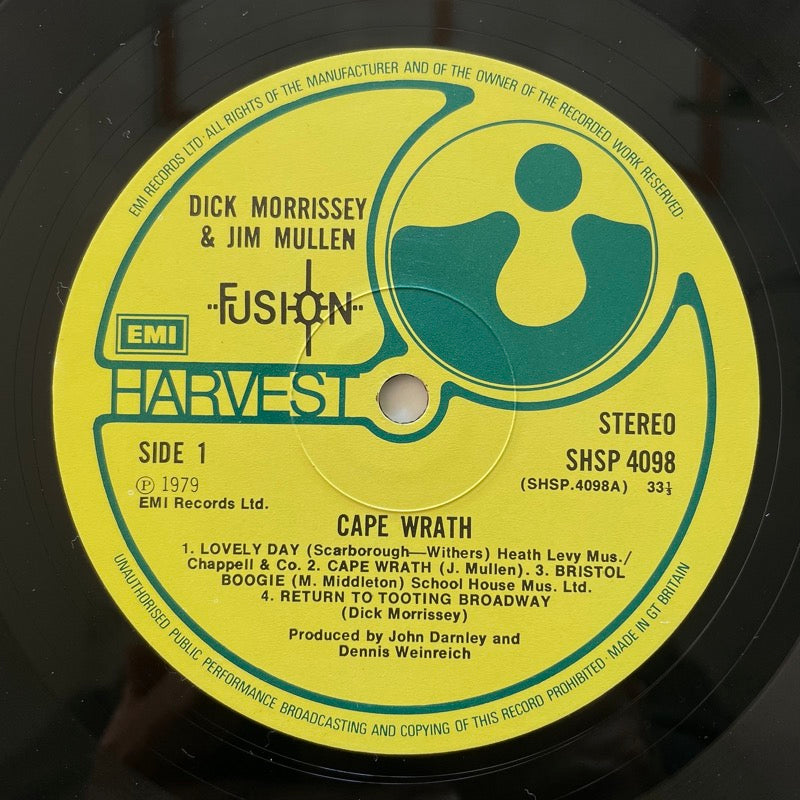 EMI RECORDS LTD· ALL RIGHTS OF THE MANUFACTURER AND OF THE OWNER OF THE RECORDED WORK RESERVED·
DICK MORRISSEY
& JIM MULLEN
··FUSION··
EMI
HARVEST
STEREO
SIDE 1
SHSP 4098
Ⓟ 1979
(SHSP.4098A) 33⅓
EMI Records Ltd.
CAPE WRATH
1. LOVELY DAY (Scarborough—Withers) Heath Levy Mus./
Chappell & Co. 2. CAPE WRATH (J. Mullen). 3. BRISTOL
BOOGIE (M. Middleton) School House Mus. Ltd.
4. RETURN TO TOOTING BROADWAY
(Dick Morrissey)
Produced by John Darnley and
Dennis Weinreich
UNAUTHORISED PUBLIC PERFORMANCE BROADCASTING AND COPYING OF THIS RECORD PROHIBITED· MADE IN GT BRITAIN